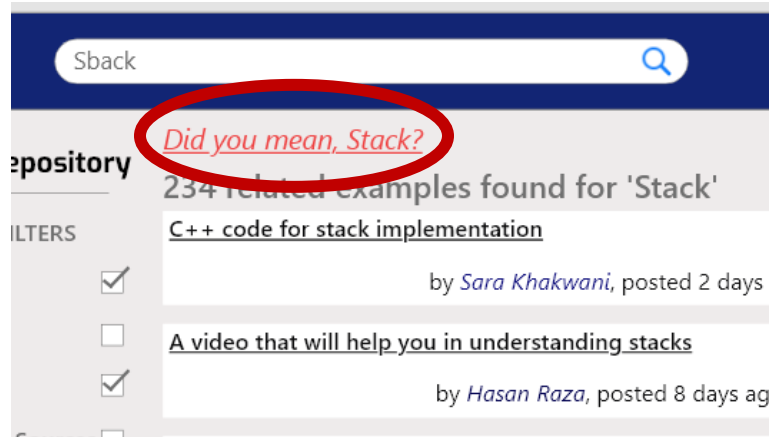 Sback
Did you mean, Stack?
epository
234 related examples found for 'Stack'
ILTERS
C++ code for stack implementation
by Sara Khakwani, posted 2 days
A video that will help you in understanding stacks
by Hasan Raza, posted 8 days ag